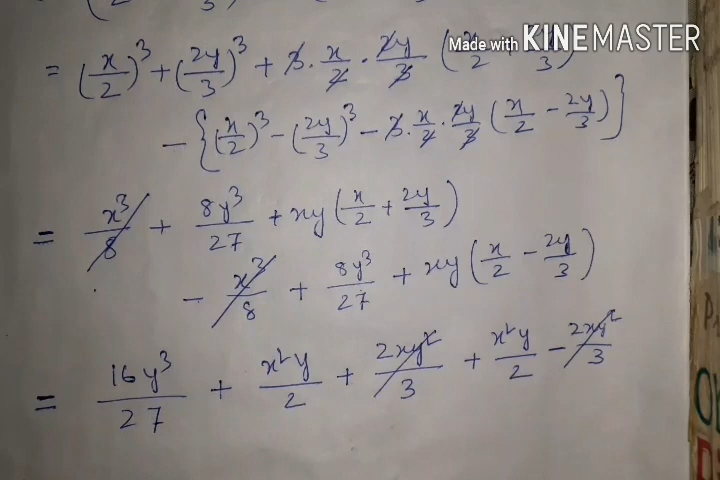 Made with KINEMASTER
= (x/2)³ + (2y/3)³ + 3 · x/2 · 2y/3 (x/2 + /3)
- {(x/2)³ - (2y/3)³ - 3 · x/2 · 2y/3 (x/2 - 2y/3)}
= x³/8 + 8y³/27 + xy(x/2 + 2y/3)
- x³/8 + 8y³/27 + xy(x/2 - 2y/3)
= 16y³/27 + x²y/2 + 2xy²/3 + x²y/2 - 2xy²/3